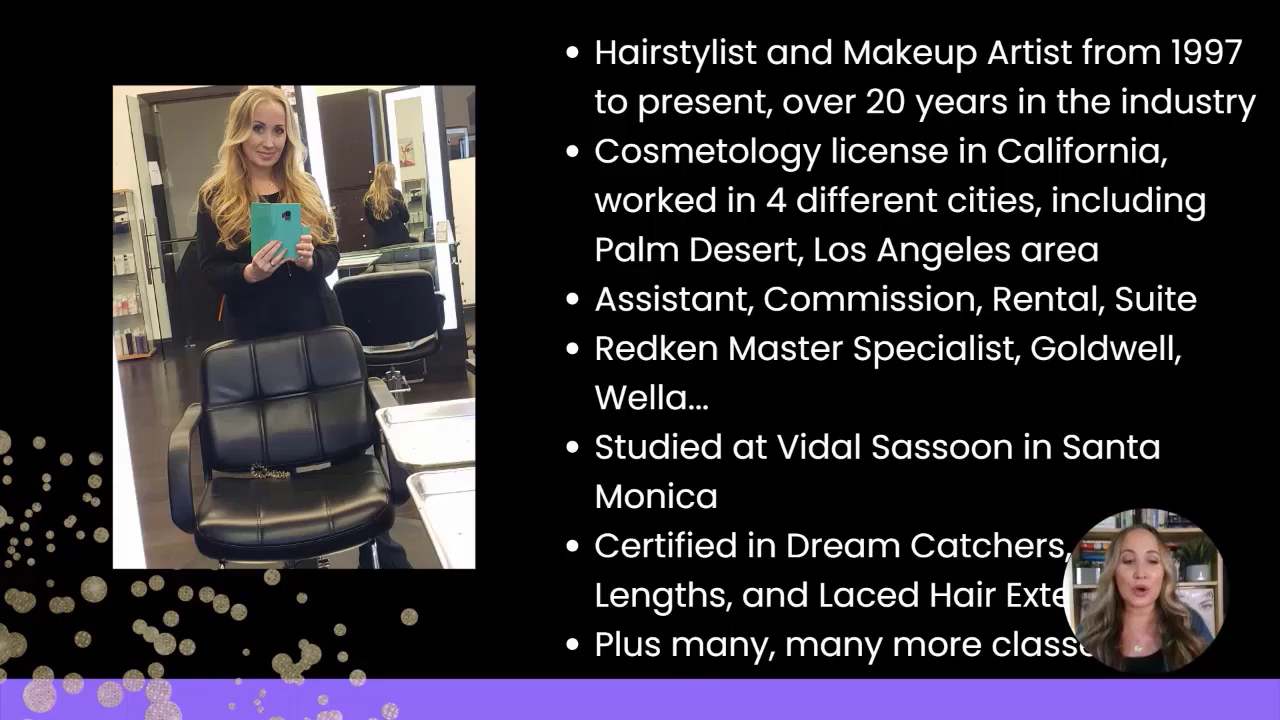 • Hairstylist and Makeup Artist from 1997
to present, over 20 years in the industry
• Cosmetology license in California,
worked in 4 different cities, including
Palm Desert, Los Angeles area
• Assistant, Commission, Rental, Suite
• Redken Master Specialist, Goldwell,
Wella...
• Studied at Vidal Sassoon in Santa
Monica
• Certified in Dream Catchers,
Lengths, and Laced Hair
• Plus many, many more